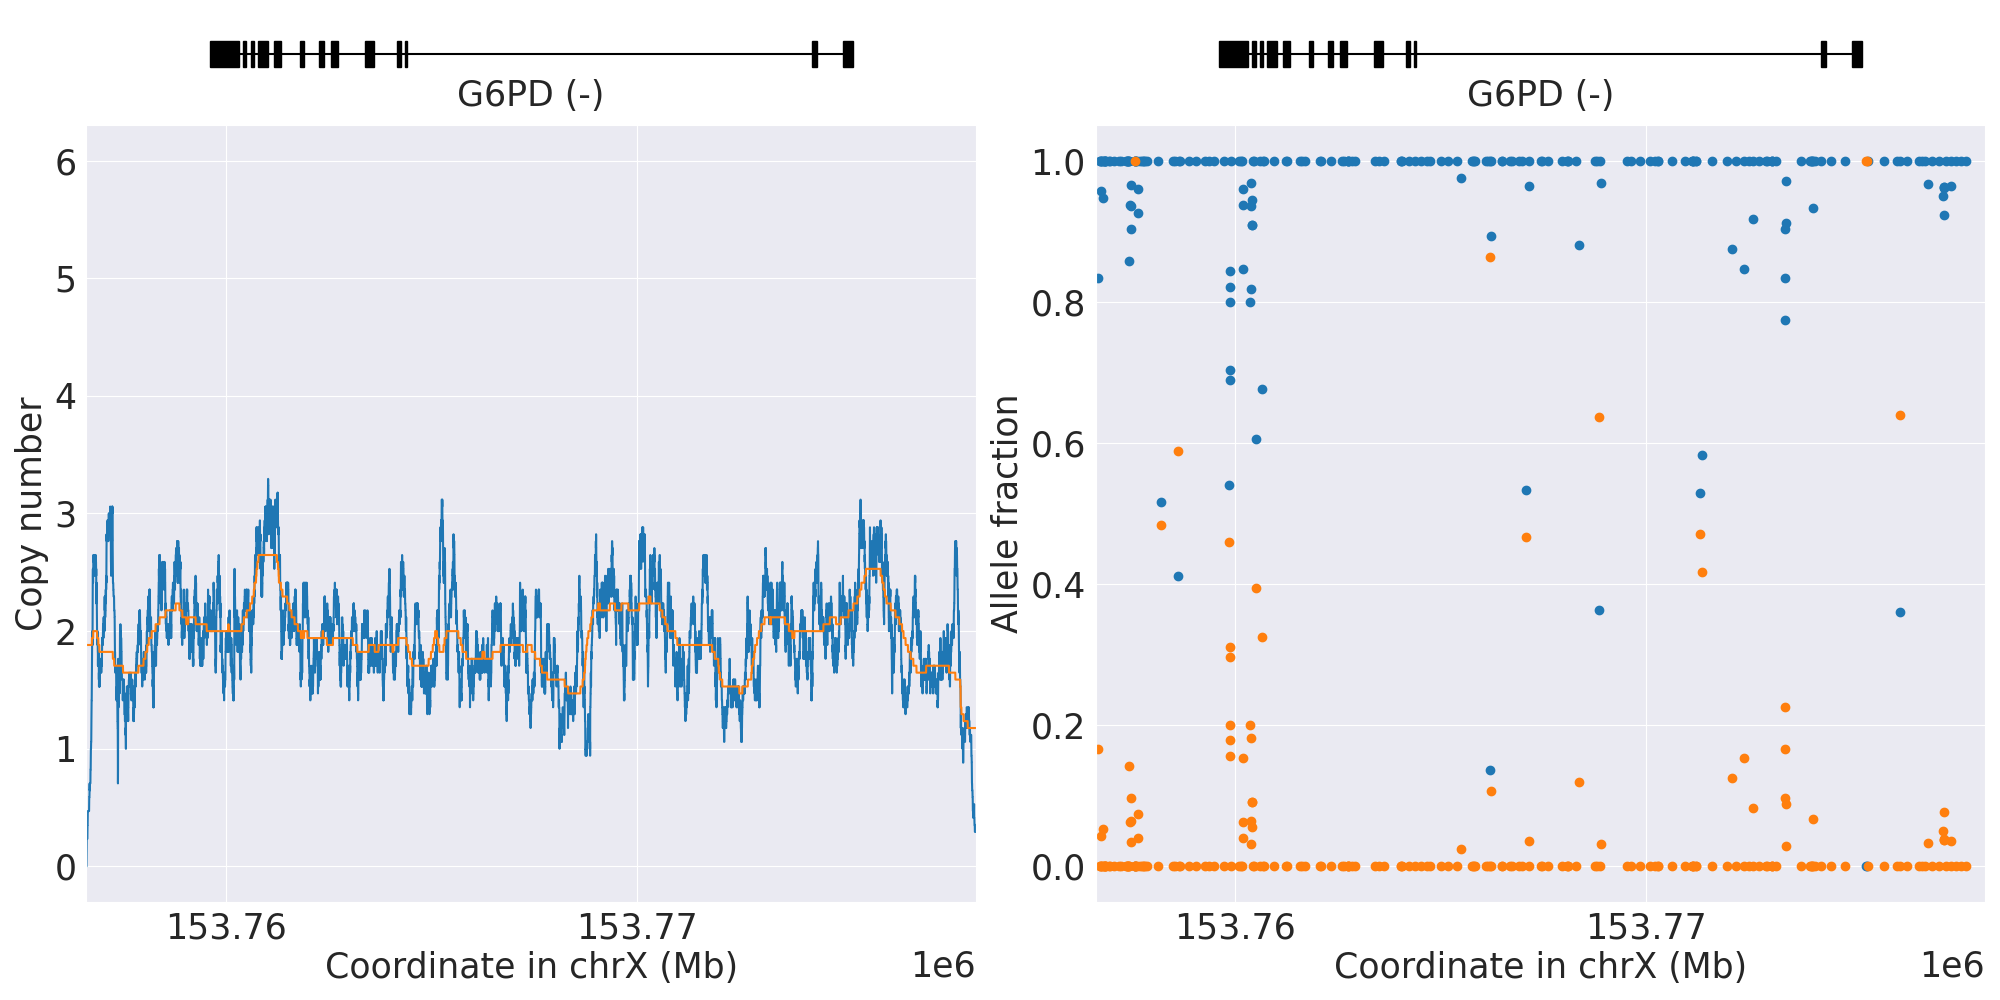 G6PD (-)
6
5
4
3
2
1
0
Copy number
153.76
153.77
Coordinate in chrX (Mb)
1e6
G6PD (-)
1.0
0.8
0.6
0.4
0.2
0.0
Allele fraction
153.76
153.77
Coordinate in chrX (Mb)
1e6